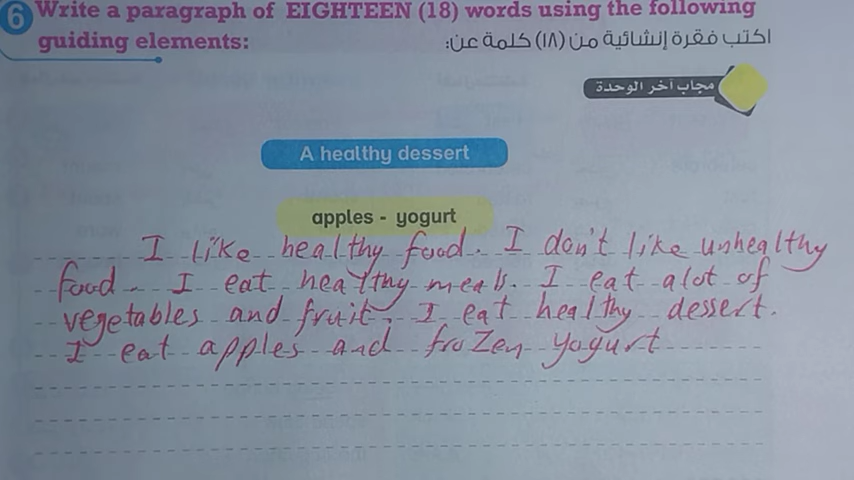 6 Write a paragraph of EIGHTEEN (18) words using the following
guiding elements:
اكتب فقرة إنشائية من (١٨) كلمة عن:
مجاب آخر الوحدة
A healthy dessert
apples - yogurt
I like healthy food. I don't like unhealthy
food. I eat healthy meals. I eat alot of
vegetables and fruit. I eat healthy dessert.
I eat apples and frozen yogurt